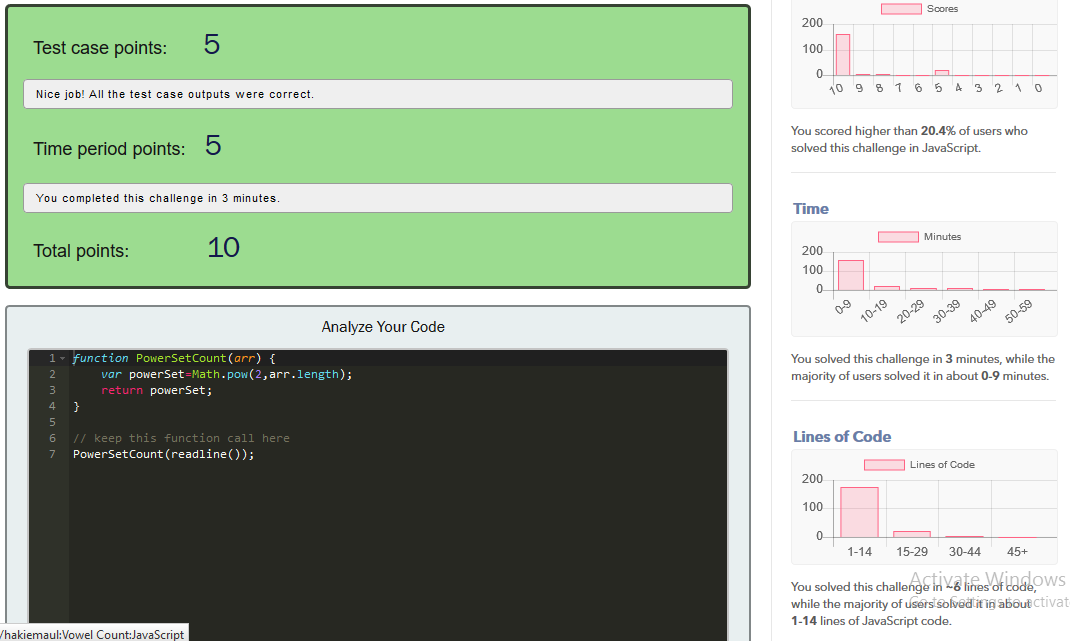 Test case points: 5
Nice job! All the test case outputs were correct.
Time period points: 5
You completed this challenge in 3 minutes.
Total points: 10
Analyze Your Code
1 function PowerSetCount(arr) {
2 var powerSet=Math.pow(2,arr.length);
3 return powerSet;
4 }
5
6 // keep this function call here
7 PowerSetCount(readline());
/hakiemaul:Vowel Count:JavaScript
Scores
200
100
0
10 9 8 7 6 5 4 3 2 1 0
You scored higher than 20.4% of users who
solved this challenge in JavaScript.
Time
Minutes
200
100
0
0-9 10-19 20-29 30-39 40-49 50-59
You solved this challenge in 3 minutes, while the
majority of users solved it in about 0-9 minutes.
Lines of Code
Lines of Code
200
100
0
1-14 15-29 30-44 45+
Activate Windows
You solved this challenge in ~6 lines of code,
Go to Settings to activat
while the majority of users solved it in about
1-14 lines of JavaScript code.